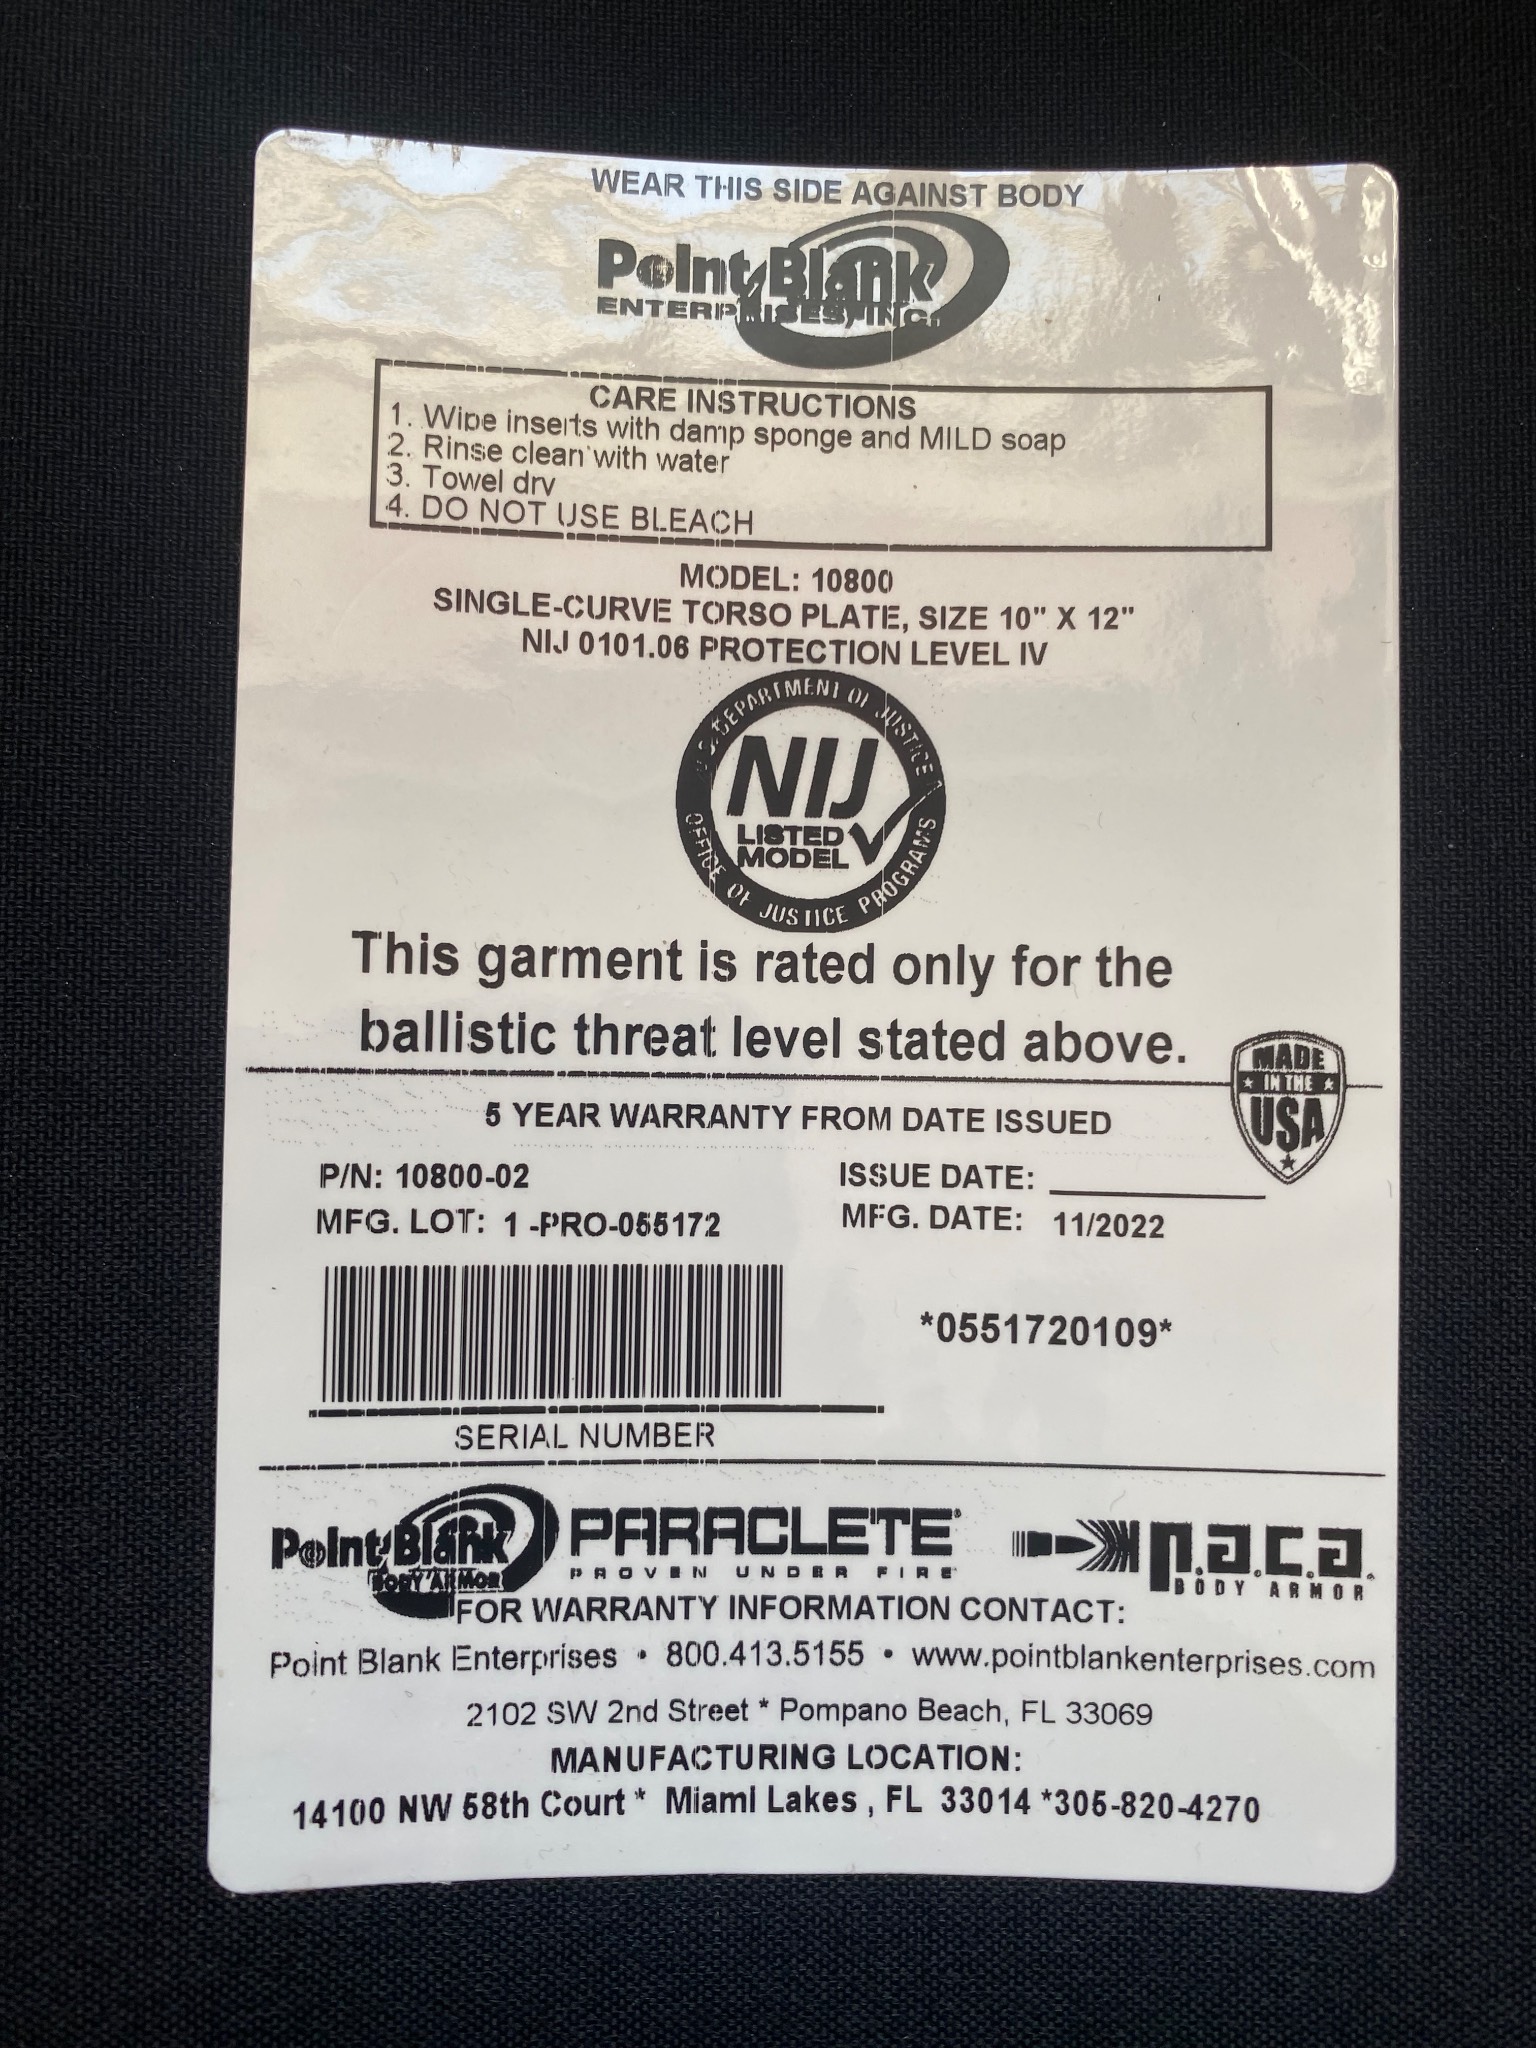 WEAR THIS SIDE AGAINST BODY
Point Blank
ENTERPRISES, INC.
CARE INSTRUCTIONS
1. Wipe inserts with damp sponge and MILD soap
2. Rinse clean with water
3. Towel dry
4. DO NOT USE BLEACH
MODEL: 10800
SINGLE-CURVE TORSO PLATE, SIZE 10" X 12"
NIJ 0101.06 PROTECTION LEVEL IV
U.S. DEPARTMENT OF JUSTICE
NIJ
LISTED
MODEL
OFFICE OF JUSTICE PROGRAMS
This garment is rated only for the
ballistic threat level stated above.
MADE
IN THE
USA
5 YEAR WARRANTY FROM DATE ISSUED
P/N: 10800-02
ISSUE DATE:
MFG. LOT: 1 -PRO-055172
MFG. DATE: 11/2022
*0551720109*
SERIAL NUMBER
Point Blank
BODY ARMOR
PARACLETE
PROVEN UNDER FIRE
p.a.c.a.
BODY ARMOR
FOR WARRANTY INFORMATION CONTACT:
Point Blank Enterprises • 800.413.5155 • www.pointblankenterprises.com
2102 SW 2nd Street * Pompano Beach, FL 33069
MANUFACTURING LOCATION:
14100 NW 58th Court * Miami Lakes , FL 33014 *305-820-4270